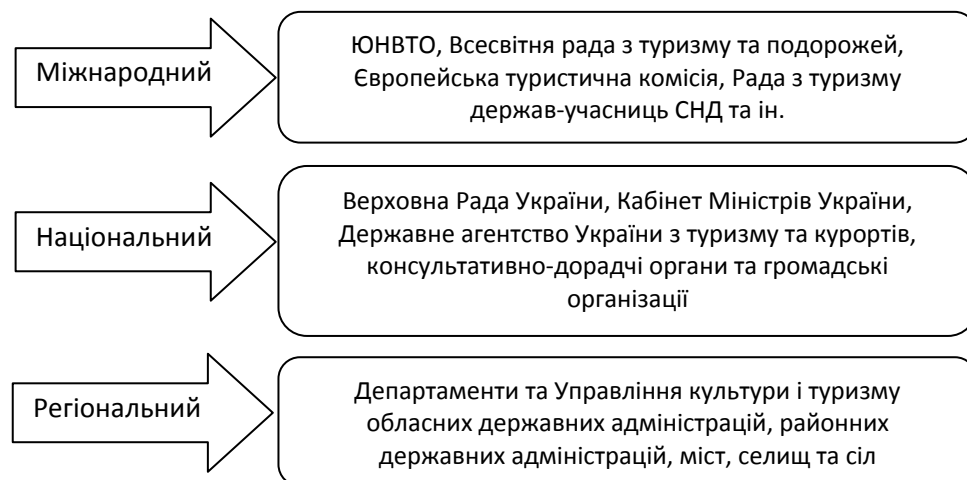 Міжнародний
ЮНВТО, Всесвітня рада з туризму та подорожей,
Європейська туристична комісія, Рада з туризму
держав-учасниць СНД та ін.
Національний
Верховна Рада України, Кабінет Міністрів України,
Державне агентство України з туризму та курортів,
консультативно-дорадчі органи та громадські
організації
Регіональний
Департаменти та Управління культури і туризму
обласних державних адміністрацій, районних
державних адміністрацій, міст, селищ та сіл